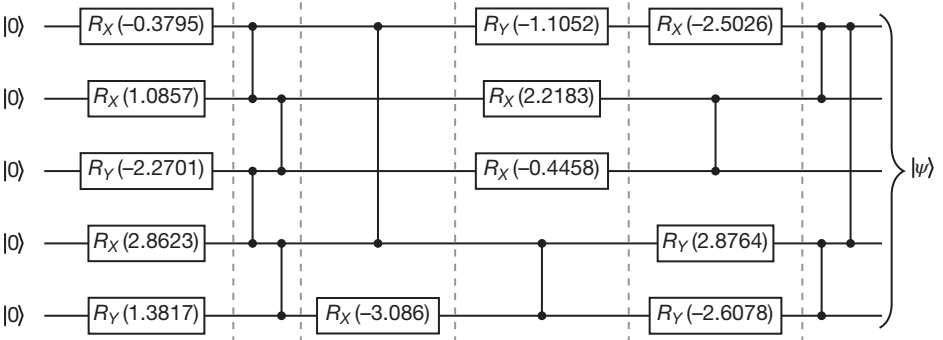 |0⟩ R_X(−0.3795) R_Y(−1.1052) R_X(−2.5026)
|0⟩ R_X(1.0857) R_X(2.2183)
|0⟩ R_Y(−2.2701) R_X(−0.4458) |ψ⟩
|0⟩ R_X(2.8623) R_Y(2.8764)
|0⟩ R_Y(1.3817) R_X(−3.086) R_Y(−2.6078)